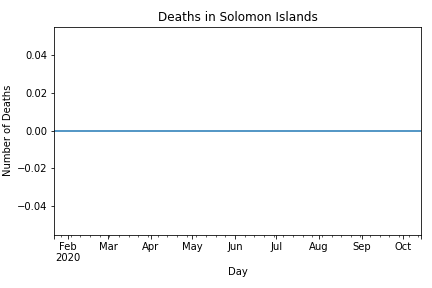 Deaths in Solomon Islands
0.04
0.02
0.00
−0.02
−0.04
Number of Deaths
Feb Mar Apr May Jun Jul Aug Sep Oct
2020
Day